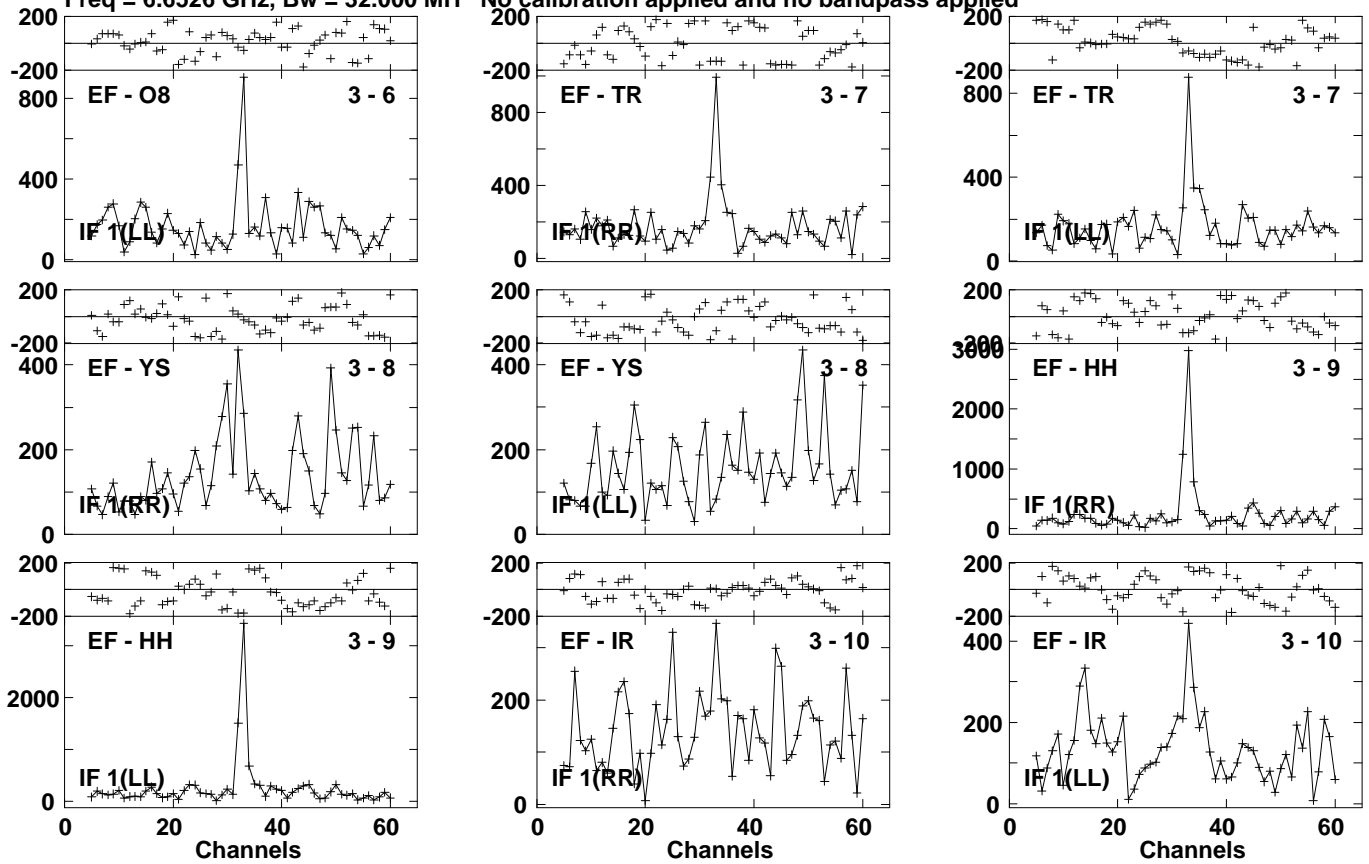 Freq = 6.6526 GHz, Bw = 32.000 MH No calibration applied and no bandpass applied
200
-200
EF - O8 3 - 6
800
400
0
IF 1(LL)
-200
EF - TR 3 - 7
800
400
0
IF 1(RR)
200
-200
EF - TR 3 - 7
800
400
0
IF 1(LL)
200
-200
EF - YS 3 - 8
400
200
0
IF 1(RR)
200
-200
EF - YS 3 - 8
400
200
0
IF 1(LL)
200
-200
EF - HH 3 - 9
3000
2000
1000
0
IF 1(RR)
200
-200
EF - HH 3 - 9
2000
0
IF 1(LL)
0 20 40 60
Channels
200
-200
EF - IR 3 - 10
200
0
IF 1(RR)
0 20 40 60
Channels
200
-200
EF - IR 3 - 10
400
200
0
IF 1(LL)
0 20 40 60
Channels